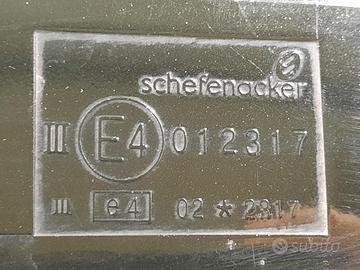 schefenacker
III E4 012317
III e4 02 * 2317
subito